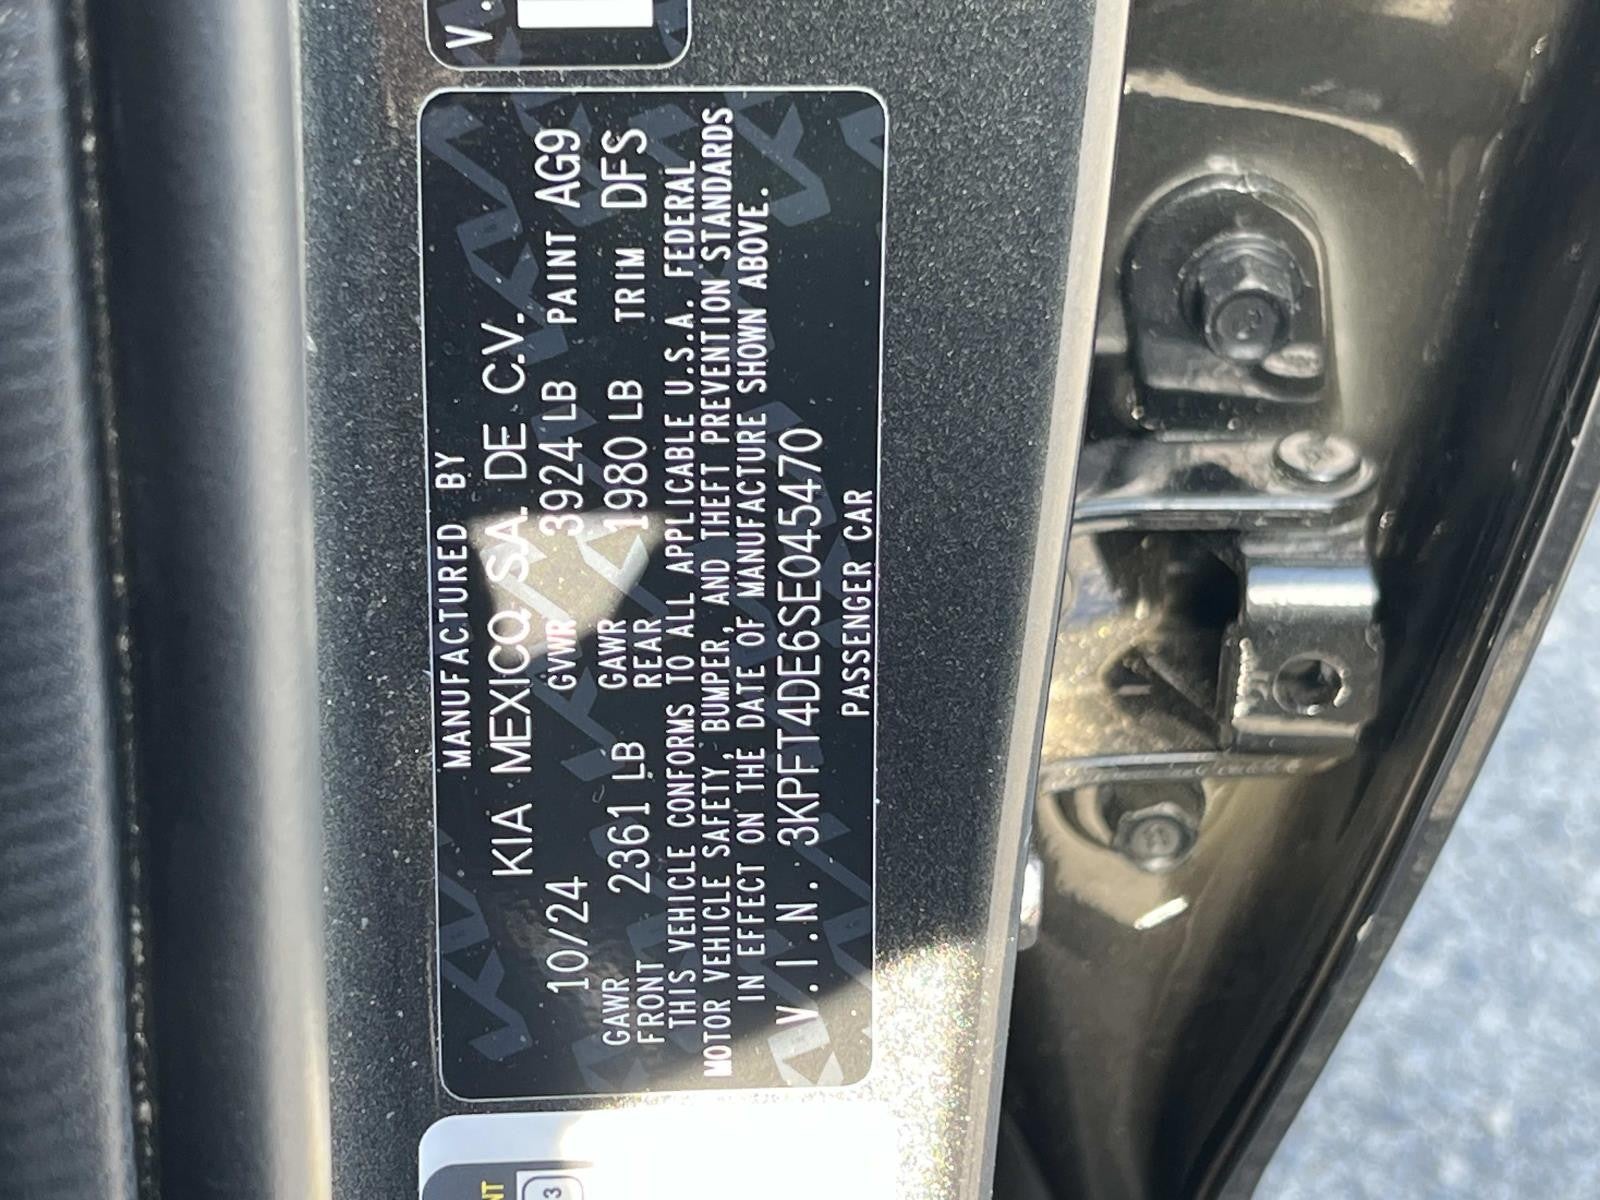 V.
MANUFACTURED BY
KIA MEXICO S.A. DE C.V.
10/24 GVWR 3924 LB PAINT AG9
GAWR FRONT 2361 LB GAWR REAR 1980 LB TRIM DFS
THIS VEHICLE CONFORMS TO ALL APPLICABLE U.S.A. FEDERAL
MOTOR VEHICLE SAFETY, BUMPER, AND THEFT PREVENTION STANDARDS
IN EFFECT ON THE DATE OF MANUFACTURE SHOWN ABOVE.
V.I.N. 3KPFT4DE6SE045470
PASSENGER CAR
NT
3